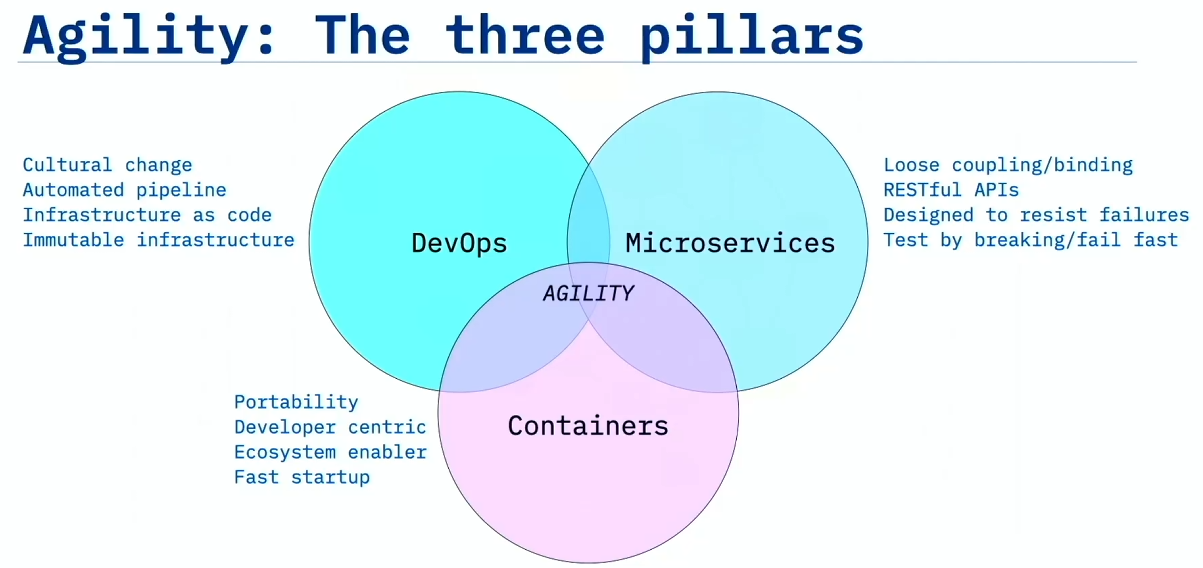 Agility: The three pillars
Cultural change
Automated pipeline
Infrastructure as code
Immutable infrastructure
DevOps
Microservices
Loose coupling/binding
RESTful APIs
Designed to resist failures
Test by breaking/fail fast
AGILITY
Portability
Developer centric
Ecosystem enabler
Fast startup
Containers